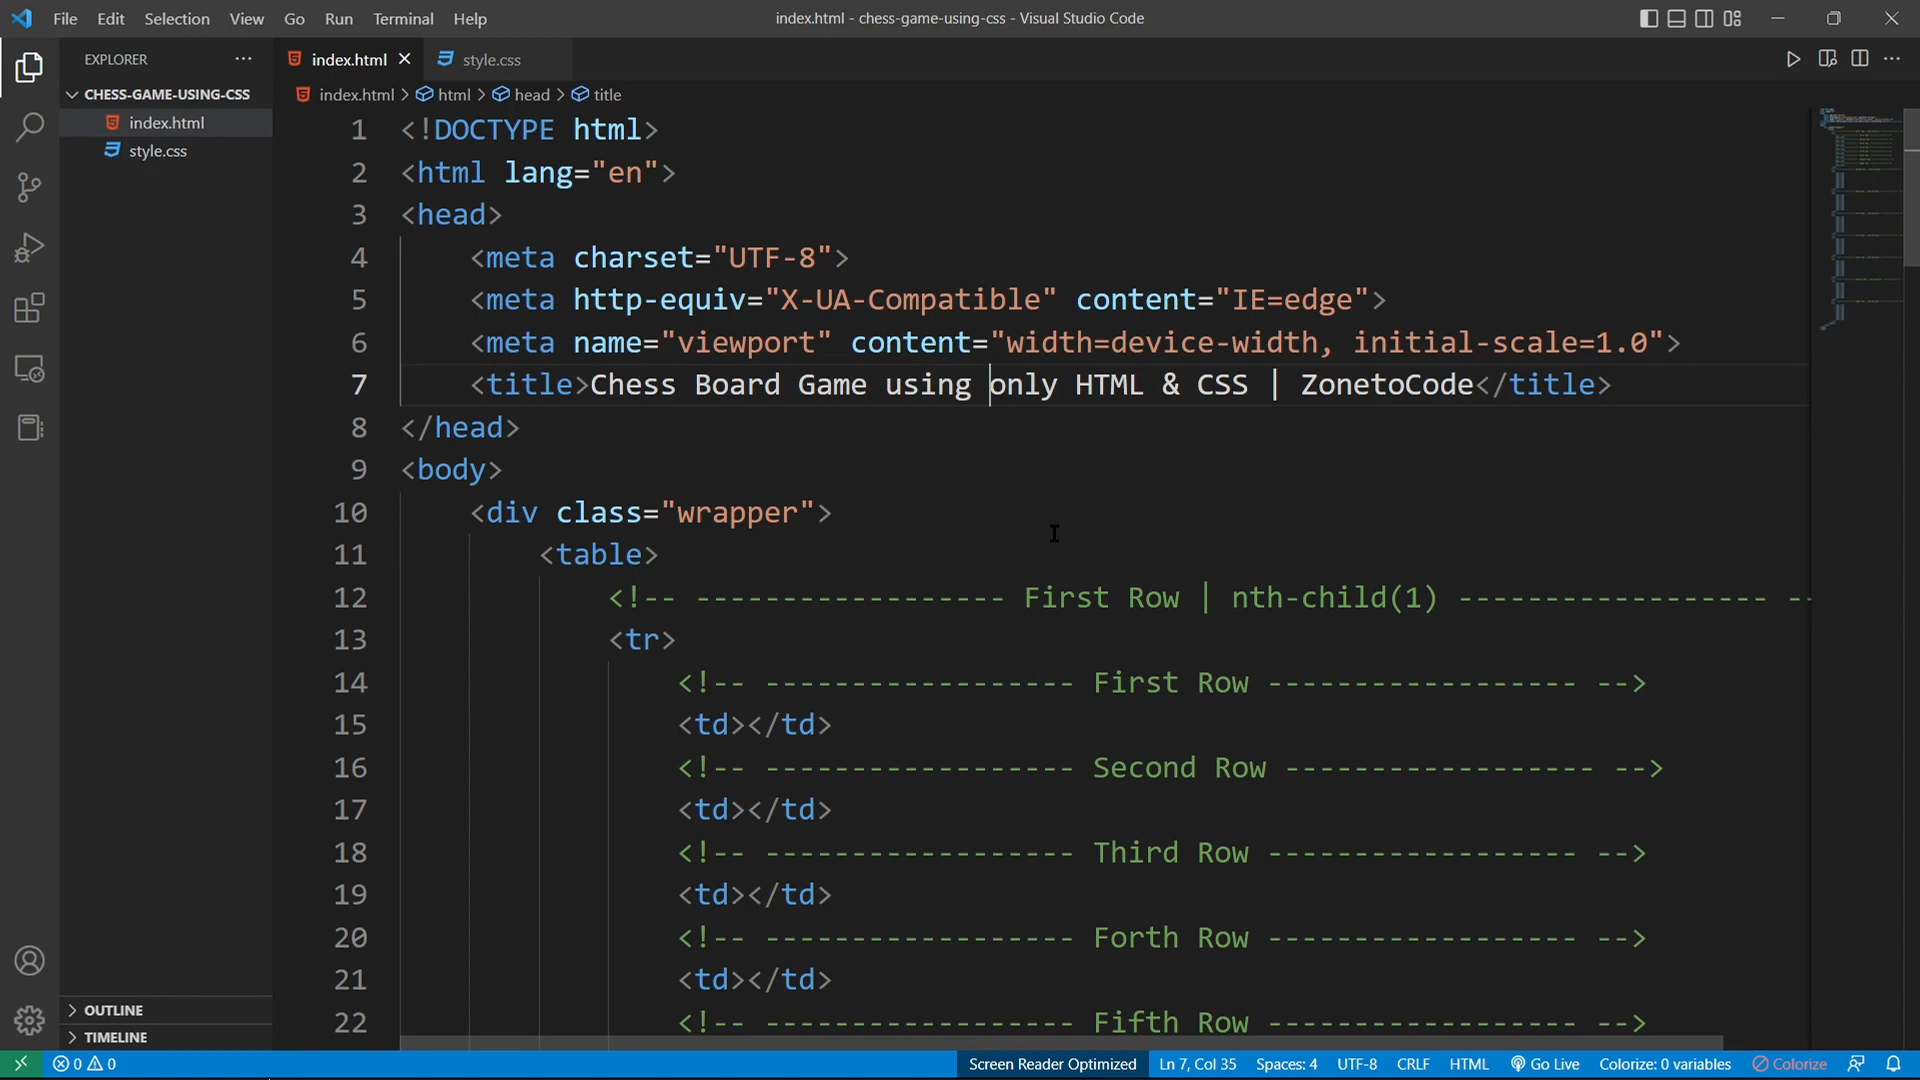 File Edit Selection View Go Run Terminal Help
index.html - chess-game-using-css - Visual Studio Code
EXPLORER
CHESS-GAME-USING-CSS
index.html
style.css
OUTLINE
TIMELINE
index.html
style.css
index.html > html > head > title
1 <!DOCTYPE html>
2 <html lang="en">
3 <head>
4 <meta charset="UTF-8">
5 <meta http-equiv="X-UA-Compatible" content="IE=edge">
6 <meta name="viewport" content="width=device-width, initial-scale=1.0">
7 <title>Chess Board Game using only HTML & CSS | ZonetoCode</title>
8 </head>
9 <body>
10 <div class="wrapper">
11 <table>
12 <!-- ------------------ First Row | nth-child(1) ------------------ --
13 <tr>
14 <!-- ------------------ First Row ------------------ -->
15 <td></td>
16 <!-- ------------------ Second Row ------------------ -->
17 <td></td>
18 <!-- ------------------ Third Row ------------------ -->
19 <td></td>
20 <!-- ------------------ Forth Row ------------------ -->
21 <td></td>
22 <!-- ------------------ Fifth Row ------------------ -->
0 0
Screen Reader Optimized Ln 7, Col 35 Spaces: 4 UTF-8 CRLF HTML Go Live Colorize: 0 variables Colorize